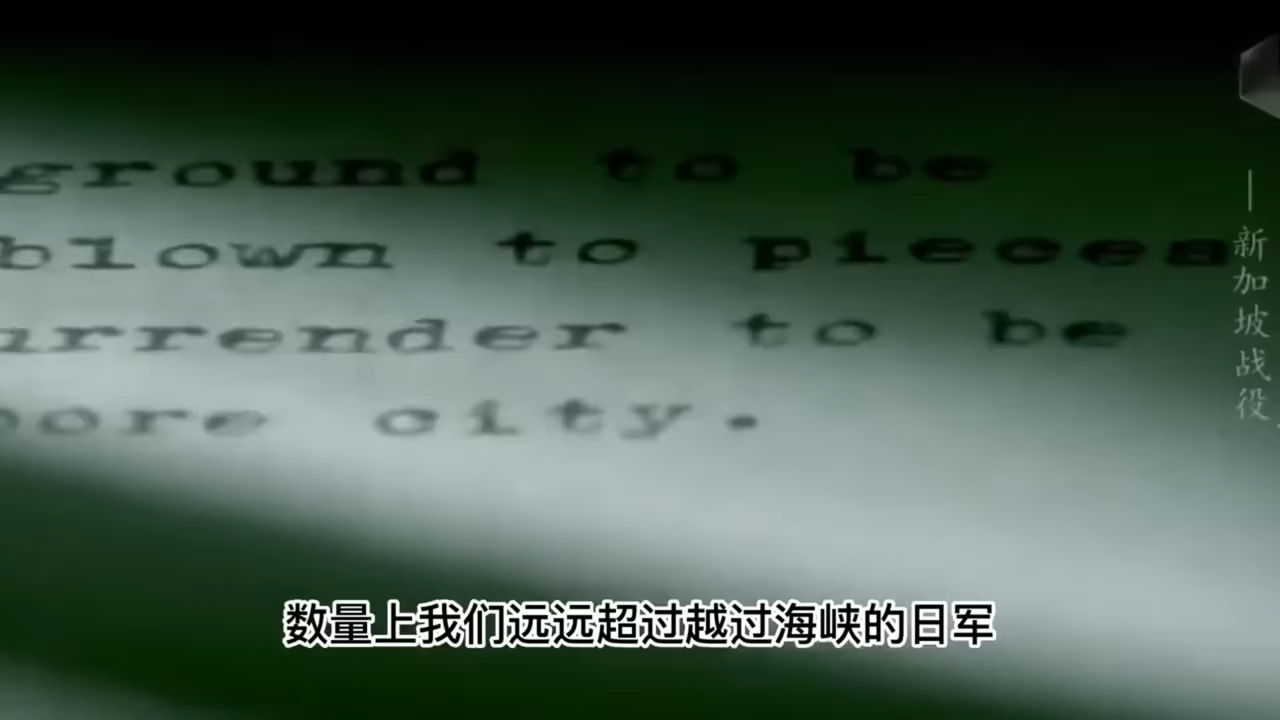 ground to be
blown to pieces
urrender to be
pore city.
新加坡战役
数量上我们远远超过越过海峡的日军